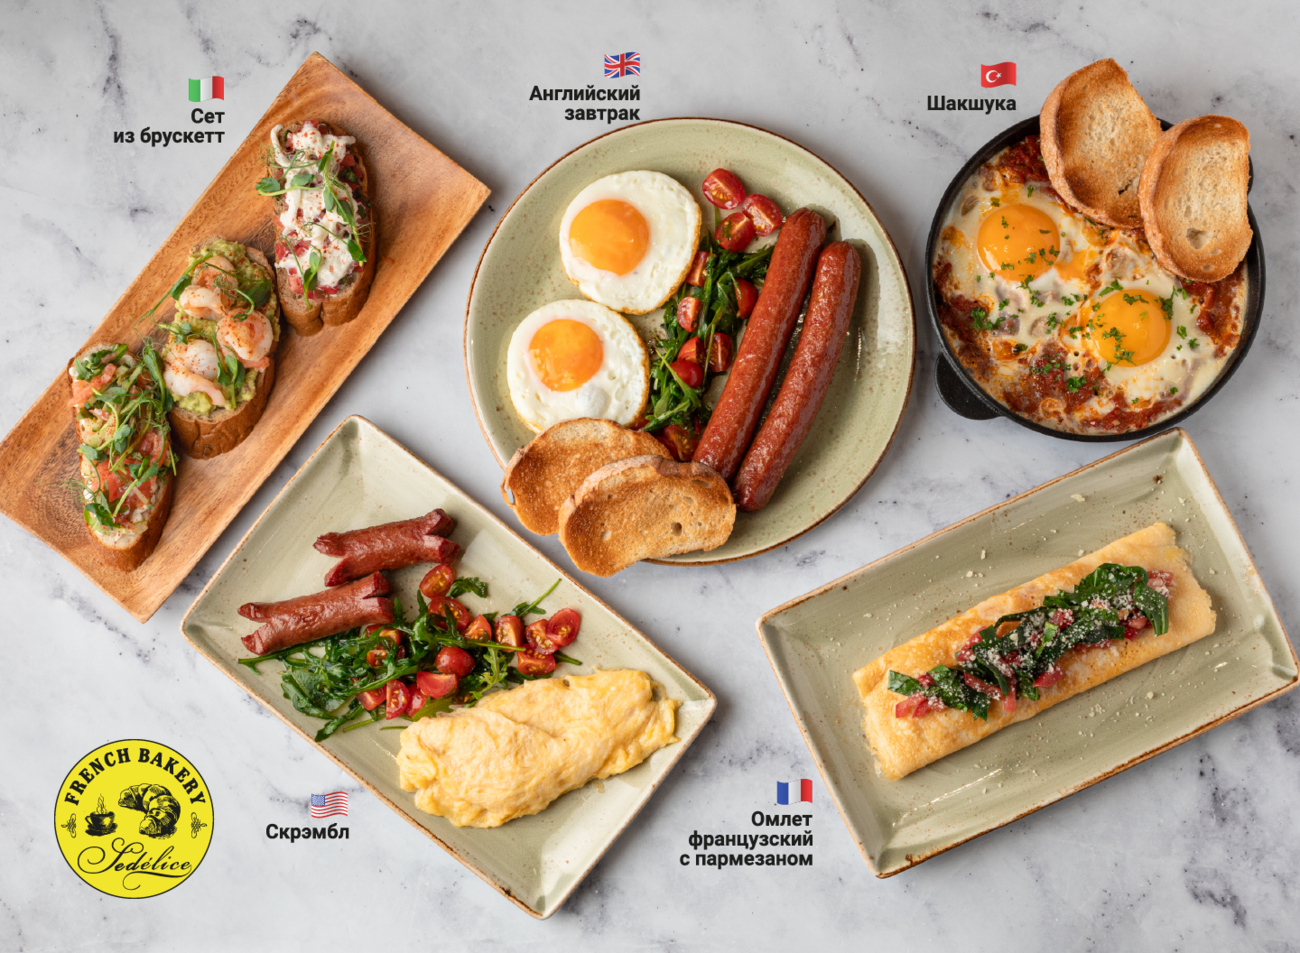 Сет
из брускетт
Английский
завтрак
Шакшука
FRENCH BAKERY
Sedélice
Скрэмбл
Омлет
французский
с пармезаном